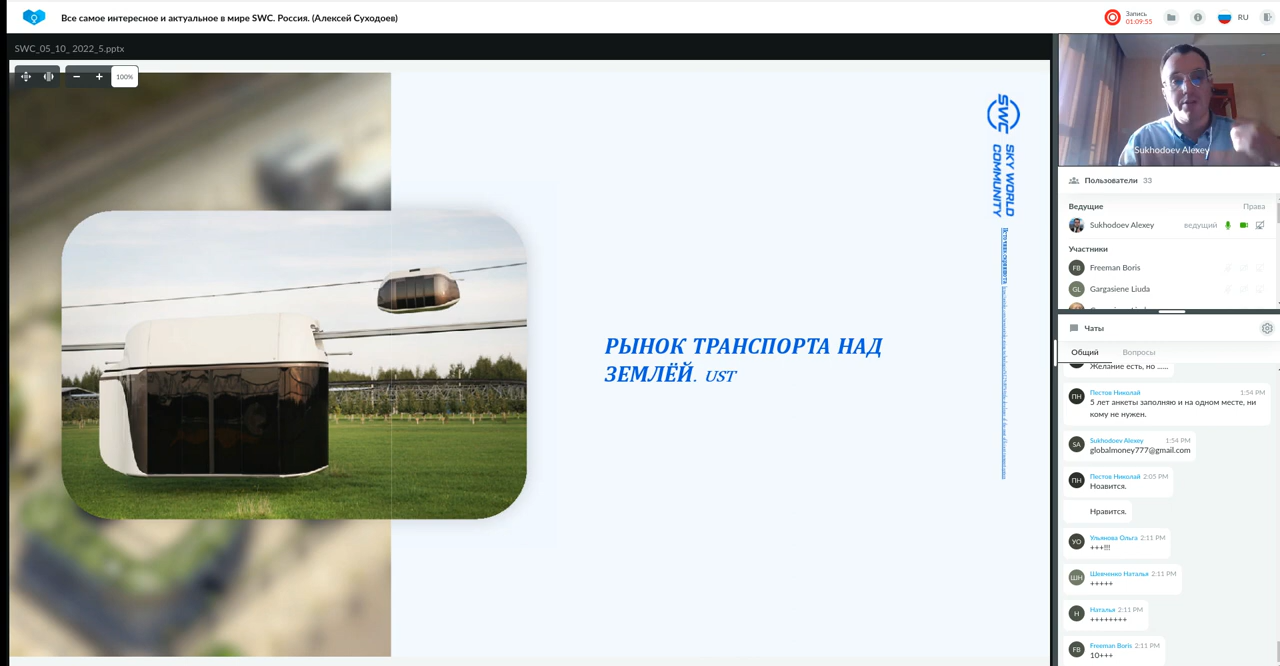 Все самое интересное и актуальное в мире SWC. Россия. (Алексей Суходоев)
Запись
01:09:55
RU
SWC_05_10_ 2022_5.pptx
100%
SWC
SKY WORLD
COMMUNITY
РЫНОК ТРАНСПОРТА НАД
ЗЕМЛЁЙ. UST
Sukhodoev Alexey
Пользователи 33
Ведущие
Права
Sukhodoev Alexey
ведущий
Участники
FB
Freeman Boris
GL
Gargasiene Liuda
Чаты
Общий
Вопросы
Желание есть, но ......
ПН
Пестов Николай 1:54 PM
5 лет анкеты заполняю и на одном месте, ни
кому не нужен.
SA
Sukhodoev Alexey 1:54 PM
globalmoney777@gmail.com
ПН
Пестов Николай 2:05 PM
Ноавится.
Нравится.
УО
Ульянова Ольга 2:11 PM
+++!!!
ШН
Шевченко Наталья 2:11 PM
+++++
Н
Наталья 2:11 PM
++++++++
FB
Freeman Boris 2:11 PM
10+++